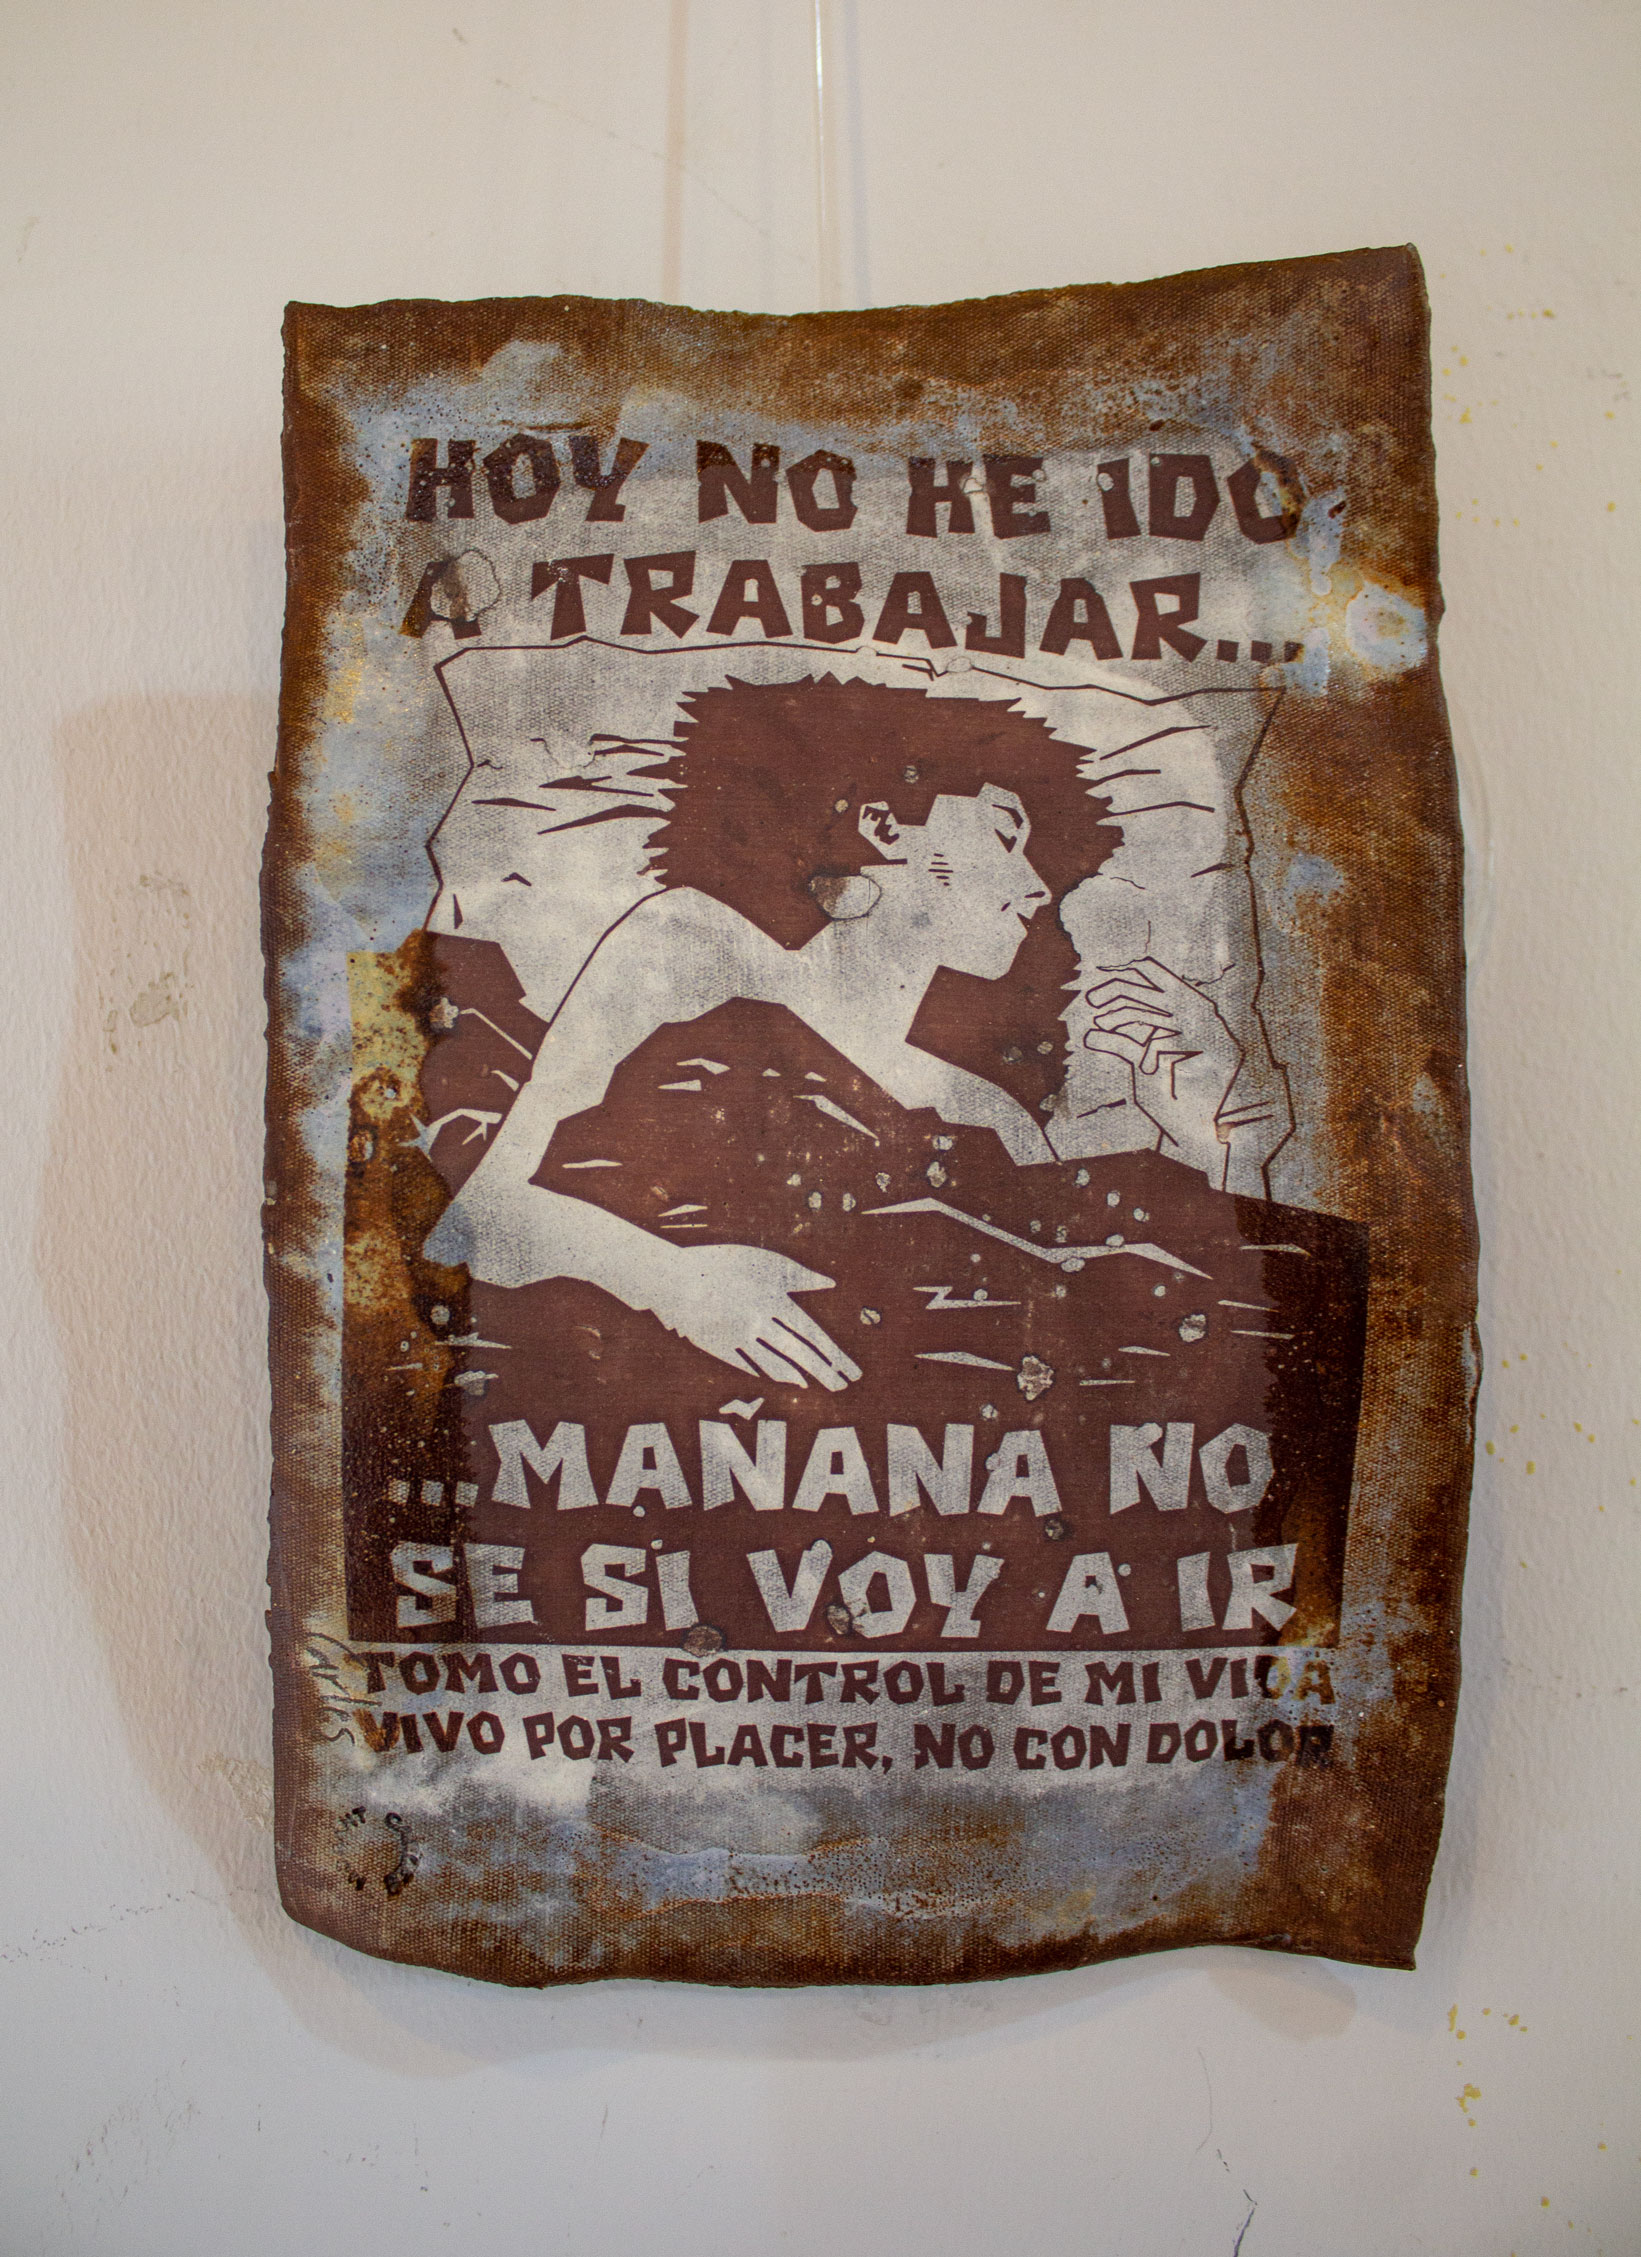 HOY NO HE IDO
A TRABAJAR...
...MAÑANA NO
SE SI VOY A IR
TOMO EL CONTROL DE MI VIDA
VIVO POR PLACER, NO CON DOLOR
Carles